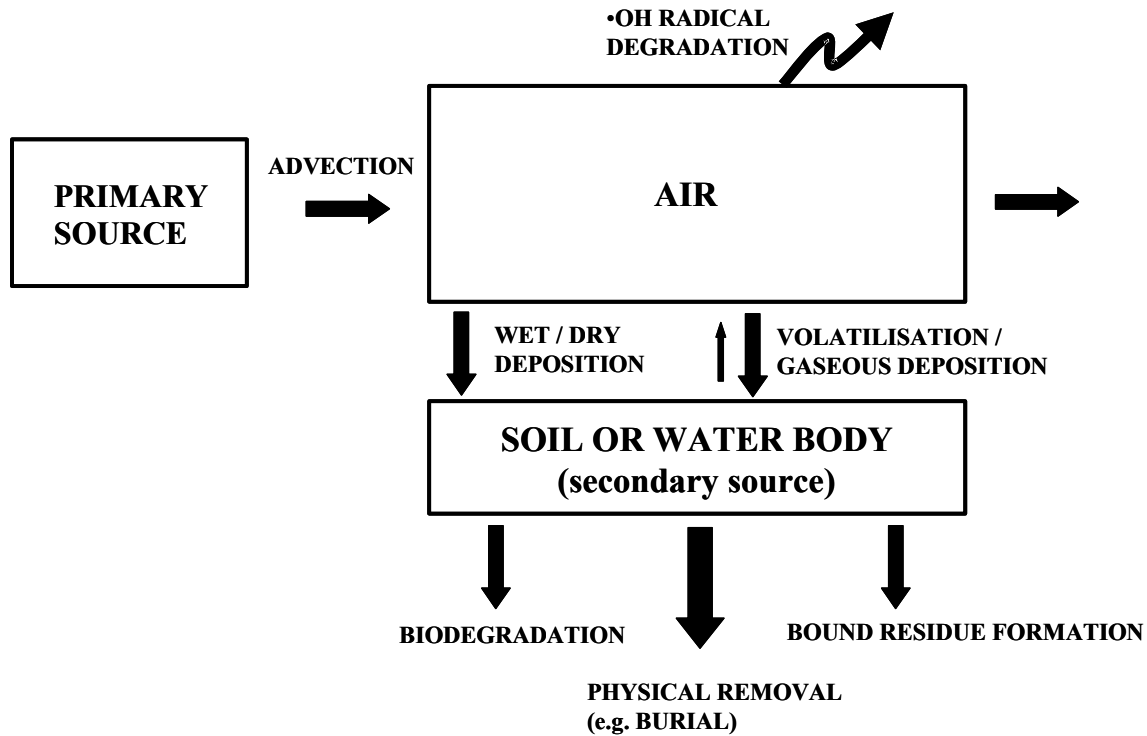 •OH RADICAL
DEGRADATION
PRIMARY
SOURCE
ADVECTION
AIR
WET / DRY
DEPOSITION
VOLATILISATION /
GASEOUS DEPOSITION
SOIL OR WATER BODY
(secondary source)
BIODEGRADATION
BOUND RESIDUE FORMATION
PHYSICAL REMOVAL
(e.g. BURIAL)